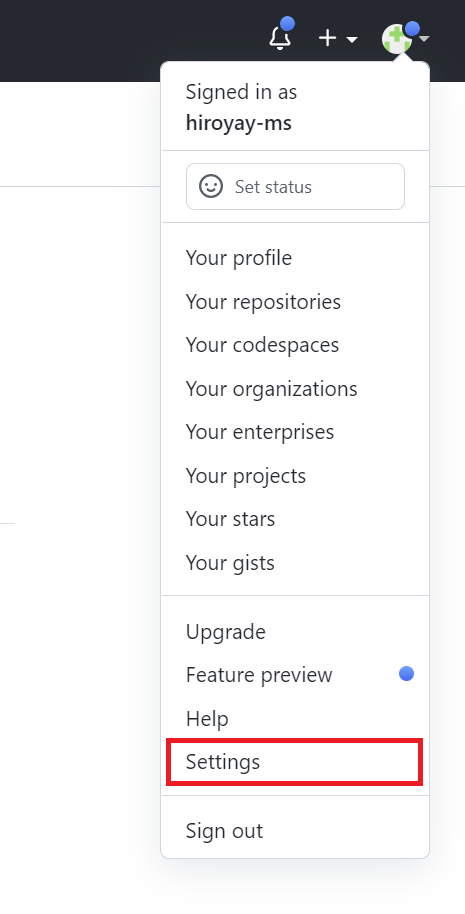 Signed in as
hiroyay-ms
Set status
Your profile
Your repositories
Your codespaces
Your organizations
Your enterprises
Your projects
Your stars
Your gists
Upgrade
Feature preview
Help
Settings
Sign out